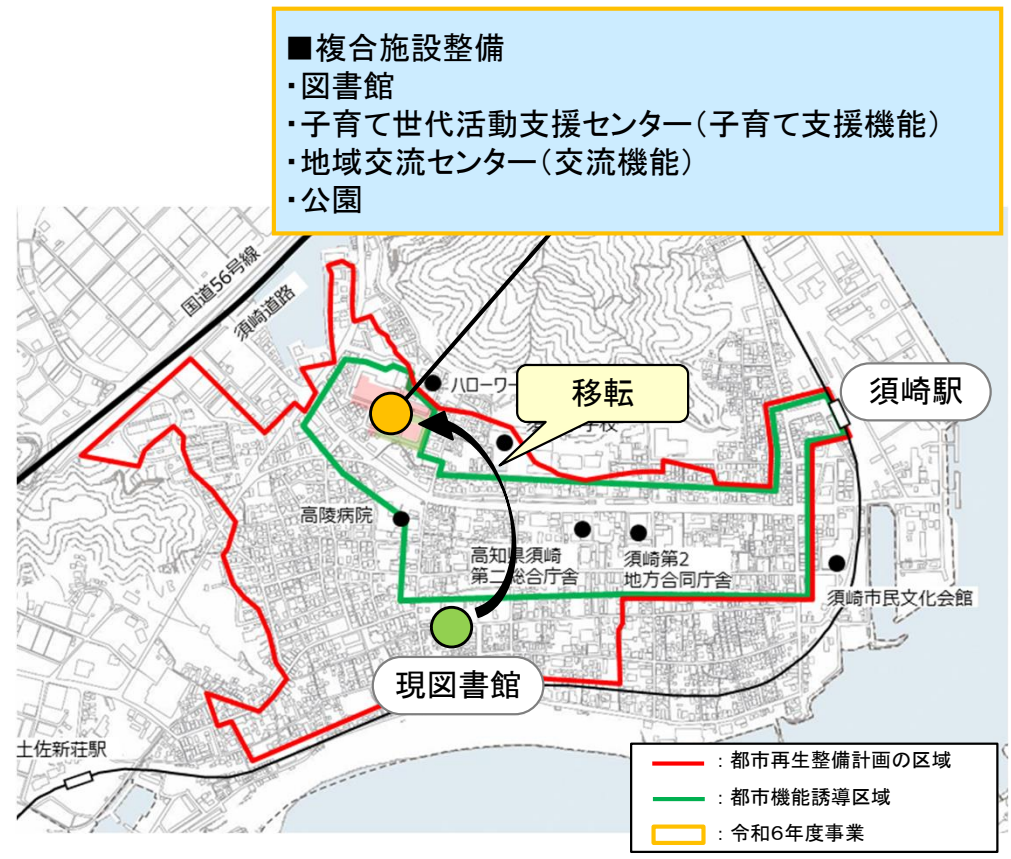 ■複合施設整備
・図書館
・子育て世代活動支援センター（子育て支援機能）
・地域交流センター（交流機能）
・公園
国道56号線
須崎道路
ハローワー
移転
学校
須崎駅
高陵病院
高知県須崎
第二総合庁舎
須崎第2
地方合同庁舎
須崎市民文化会館
現図書館
土佐新荘駅
：都市再生整備計画の区域
：都市機能誘導区域
：令和6年度事業